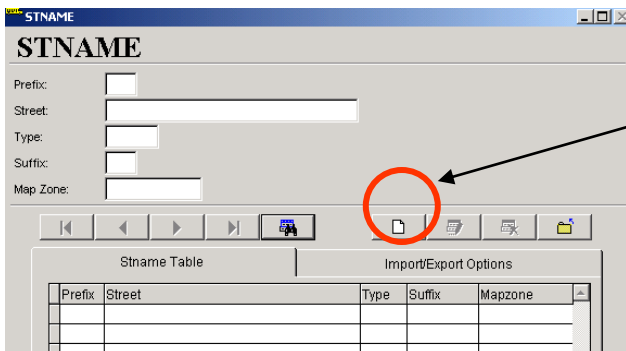 STNAME
STNAME
Prefix:
Street:
Type:
Suffix:
Map Zone:
Stname Table
Import/Export Options
Prefix Street Type Suffix Mapzone